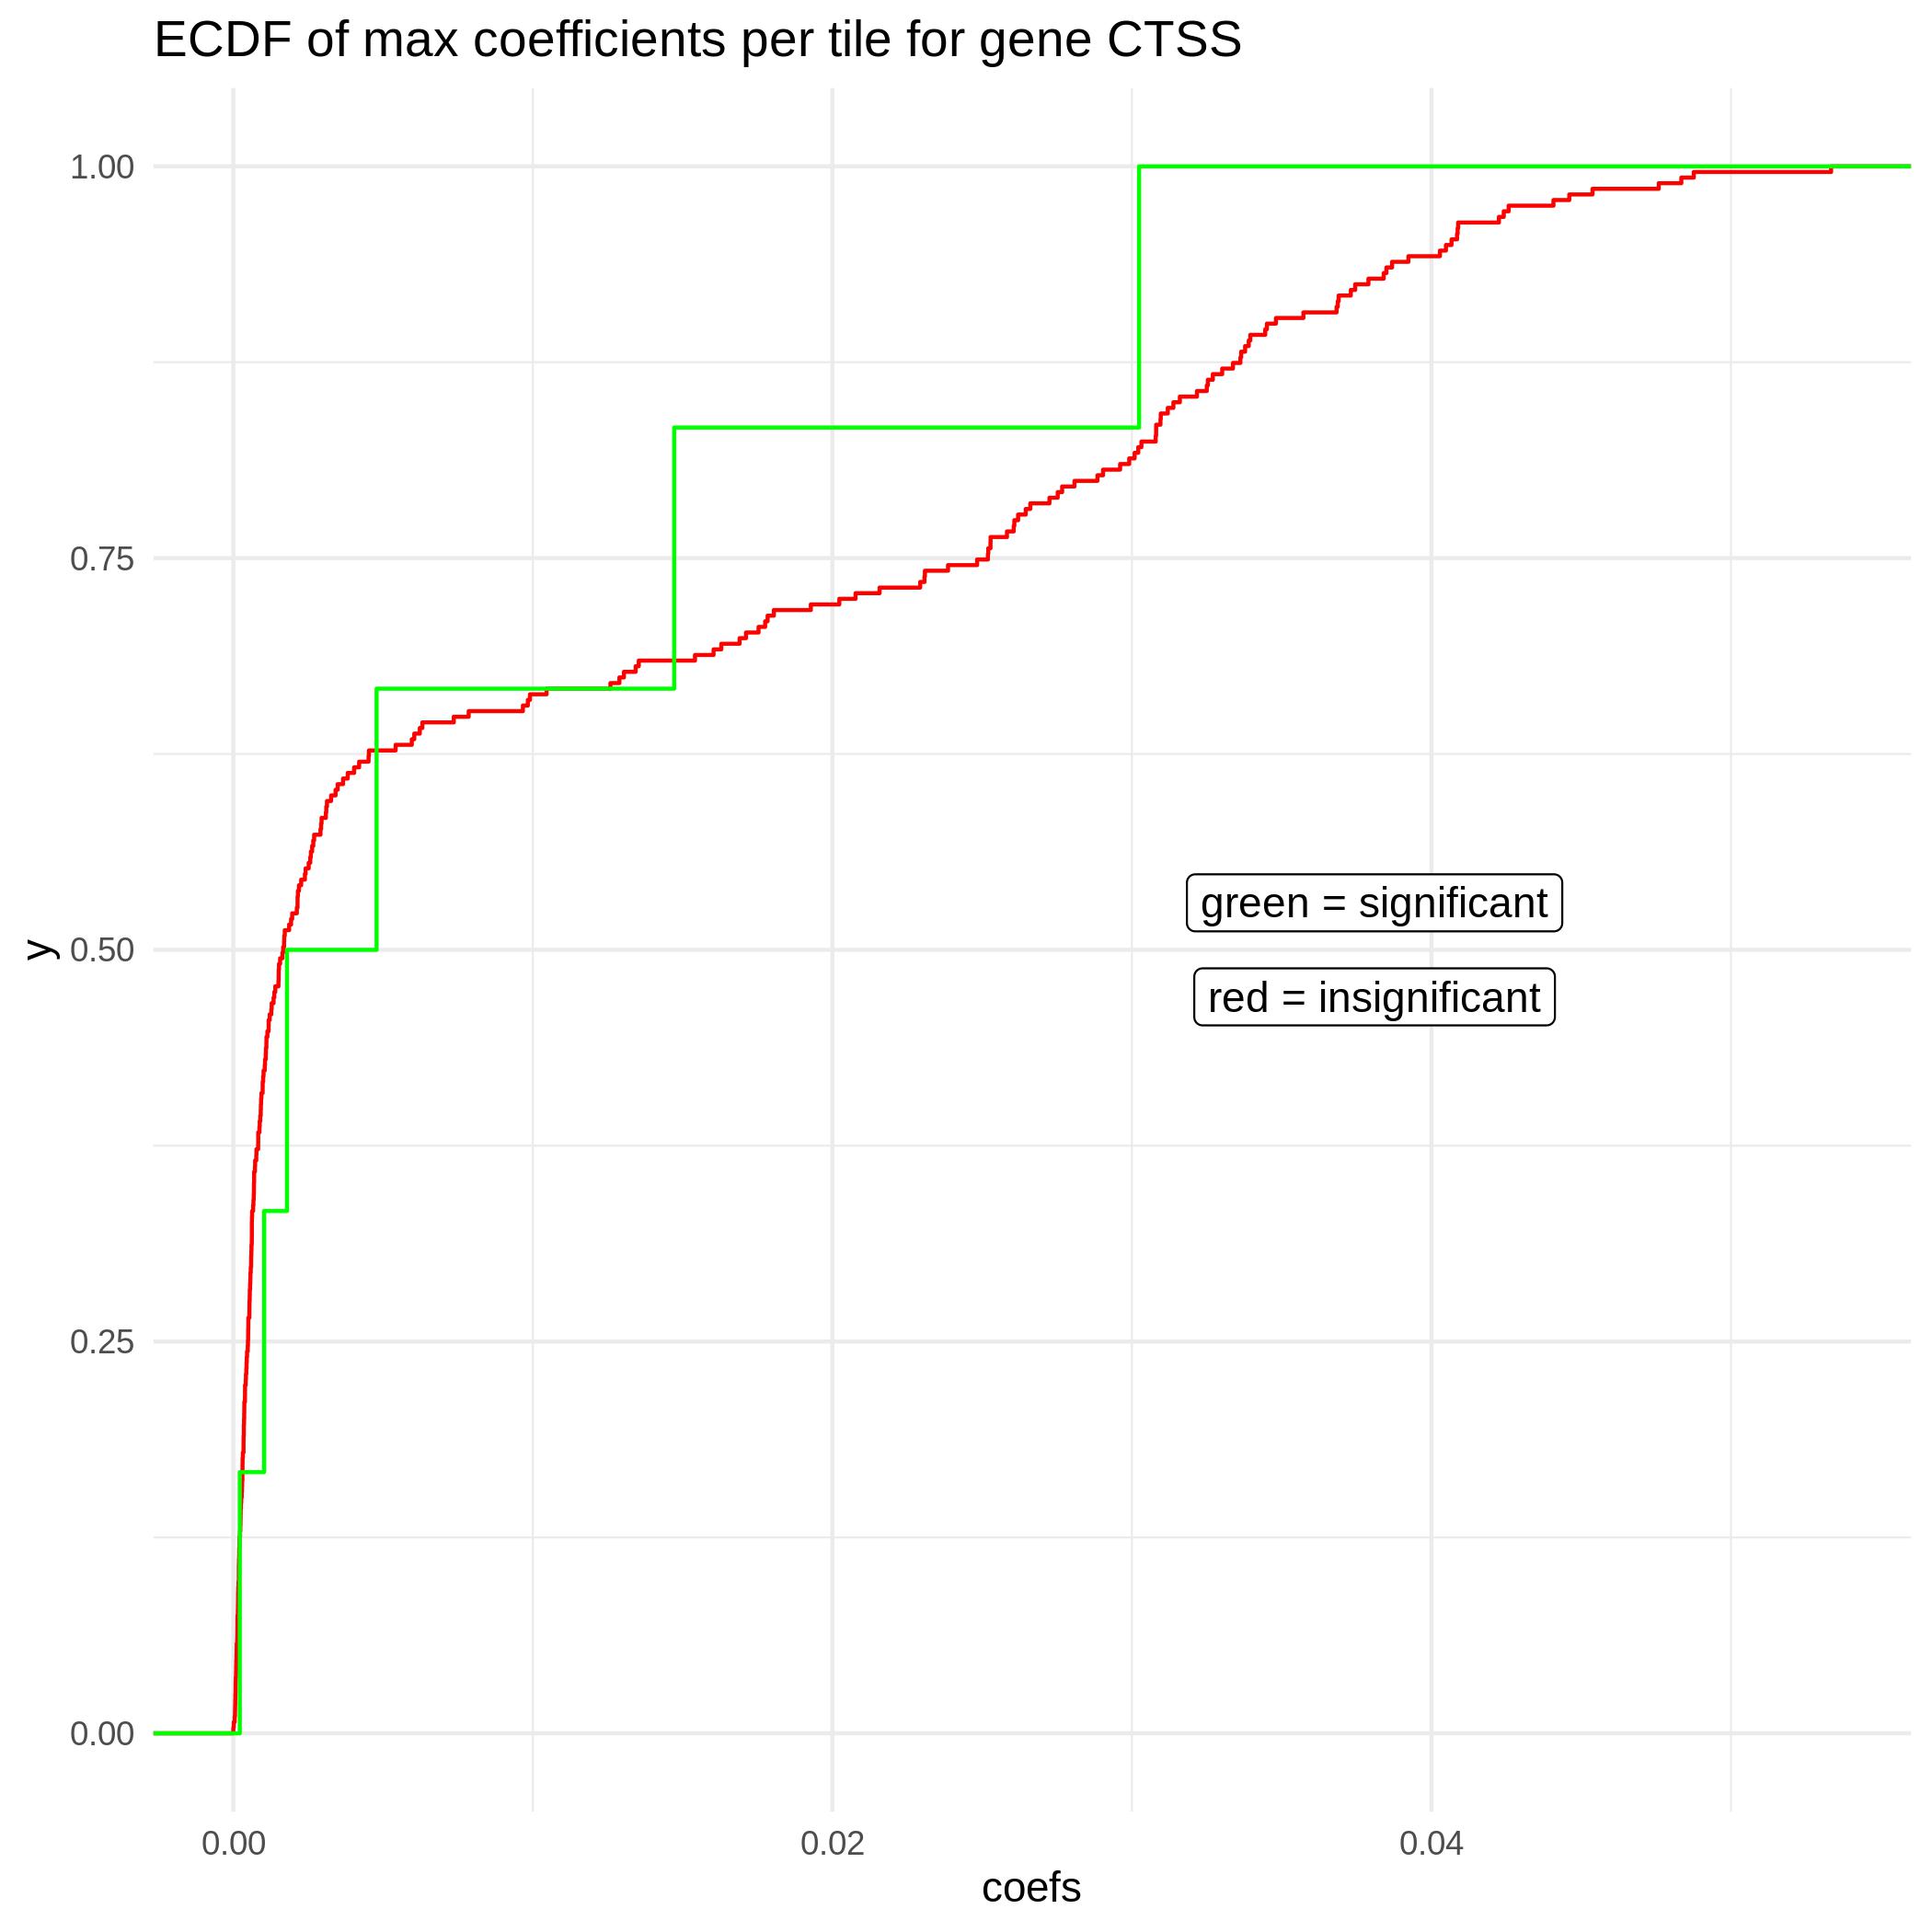 ECDF of max coefficients per tile for gene CTSS
1.00
0.75
0.50
0.25
0.00
y
green = significant
red = insignificant
0.00
0.02
0.04
coefs